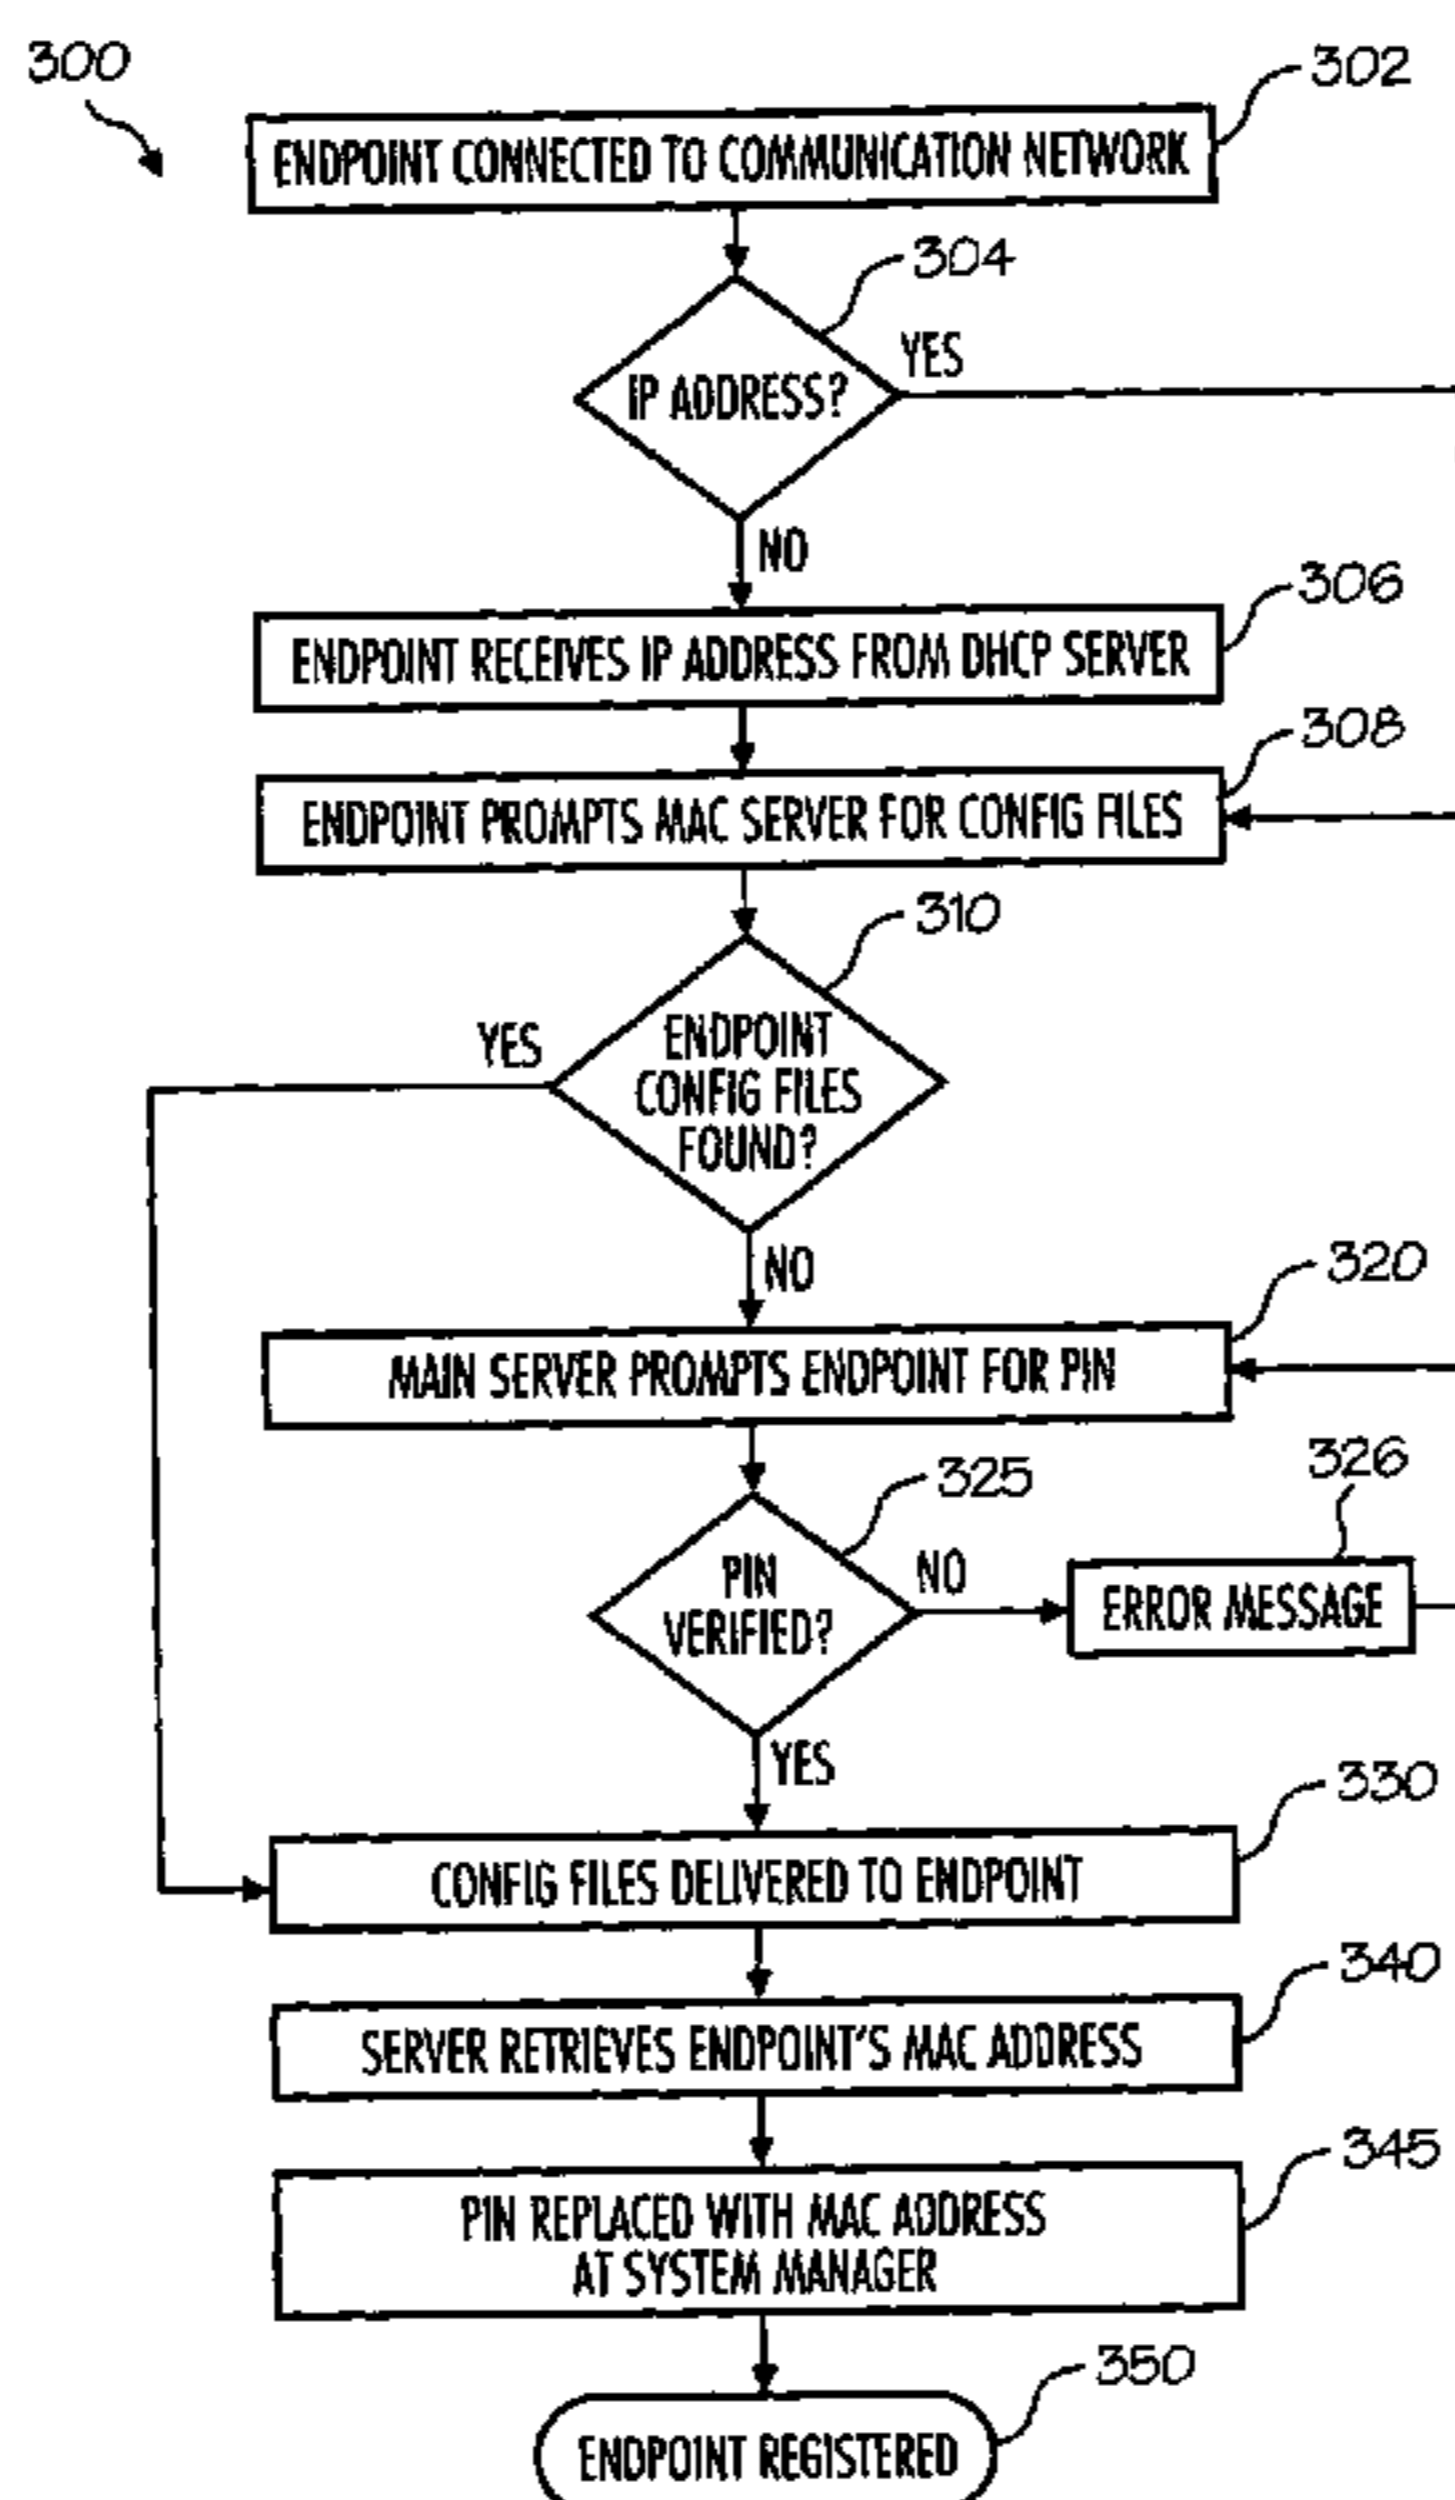 300
302
ENDPOINT CONNECTED TO COMMUNICATION NETWORK
304
YES
IP ADDRESS?
NO
306
ENDPOINT RECEIVES IP ADDRESS FROM DHCP SERVER
308
ENDPOINT PROMPTS MAC SERVER FOR CONFIG FILES
310
YES
ENDPOINT
CONFIG FILES
FOUND?
NO
320
MAIN SERVER PROMPTS ENDPOINT FOR PIN
325
326
PIN
VERIFIED?
NO
ERROR MESSAGE
YES
330
CONFIG FILES DELIVERED TO ENDPOINT
340
SERVER RETRIEVES ENDPOINT'S MAC ADDRESS
345
PIN REPLACED WITH MAC ADDRESS
AT SYSTEM MANAGER
350
ENDPOINT REGISTERED